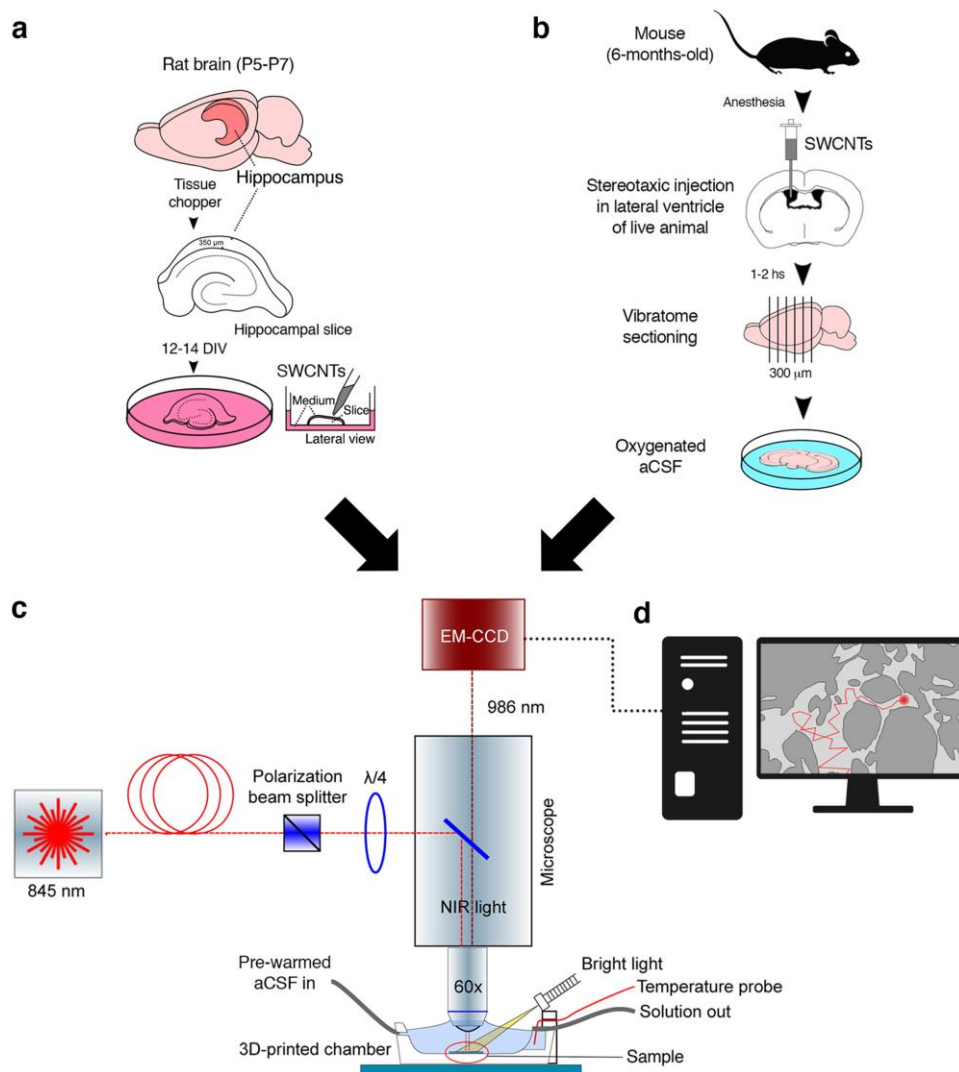 a
Rat brain (P5-P7)
Hippocampus
Tissue
chopper
350 µm
Hippocampal slice
12-14 DIV
SWCNTs
Medium
Slice
Lateral view
b
Mouse
(6-months-old)
Anesthesia
SWCNTs
Stereotaxic injection
in lateral ventricle
of live animal
1-2 hs
Vibratome
sectioning
300 µm
Oxygenated
aCSF
c
EM-CCD
986 nm
Polarization
beam splitter
λ/4
845 nm
NIR light
Microscope
Pre-warmed
aCSF in
60x
Bright light
Temperature probe
Solution out
3D-printed chamber
Sample
d